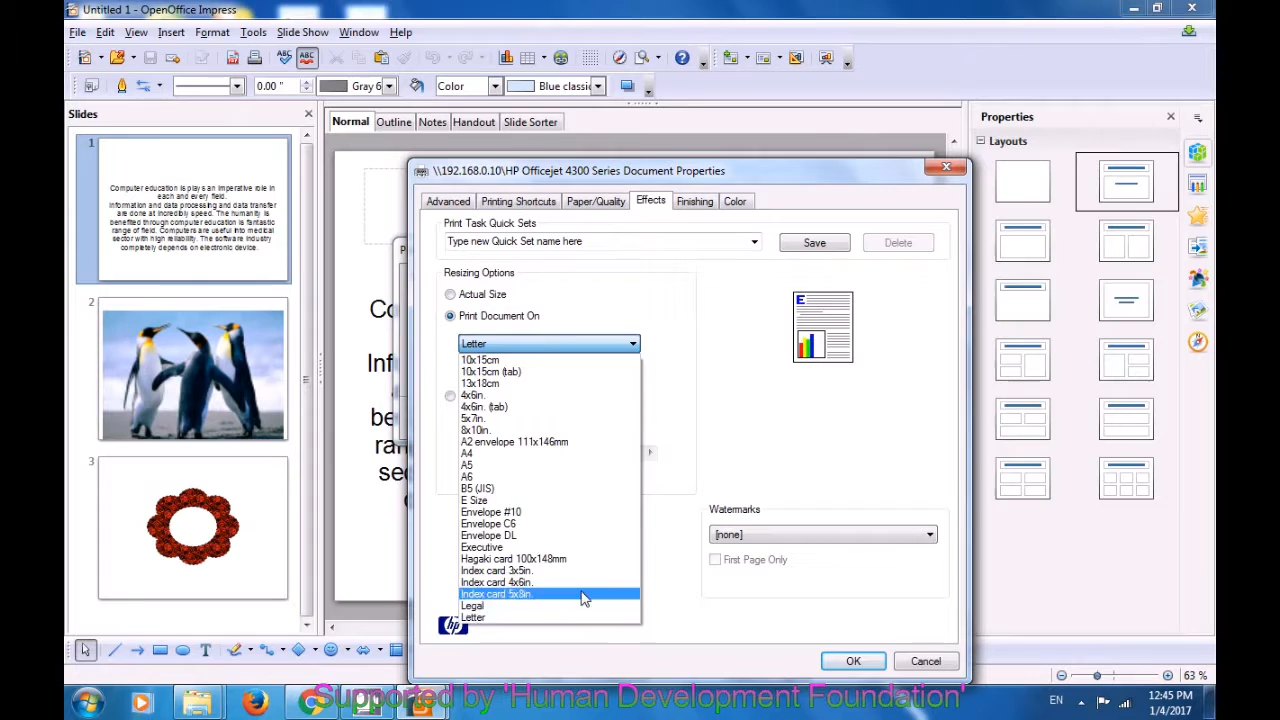 Untitled 1 - OpenOffice Impress
File Edit View Insert Format Tools Slide Show Window Help
0.00 " Gray 6 Color Blue classic
Slides
Normal Outline Notes Handout Slide Sorter
Properties
Layouts
1
Computer education is plays an imperative role in
each and every field.
Information and data processing and data transfer
are done at incredibly speed. The humanity is
benefited through computer education is fantastic
range of field. Computers are useful into medical
sector with high reliability. The software industry
completely depends on electronic device.
2
3
Co
Inf
be
ran
sec
\\192.168.0.10\HP Officejet 4300 Series Document Properties
Advanced Printing Shortcuts Paper/Quality Effects Finishing Color
Print Task Quick Sets
Type new Quick Set name here
Save Delete
Resizing Options
Actual Size
Print Document On
Letter
10x15cm
10x15cm (tab)
13x18cm
4x6in.
4x6in. (tab)
5x7in.
8x10in.
A2 envelope 111x146mm
A4
A5
A6
B5 (JIS)
E Size
Envelope #10
Envelope C6
Envelope DL
Executive
Hagaki card 100x148mm
Index card 3x5in.
Index card 4x6in.
Index card 5x8in.
Legal
Letter
E
Watermarks
[none]
First Page Only
hp
OK Cancel
63 %
EN 12:45 PM
1/4/2017
Supported by 'Human Development Foundation'